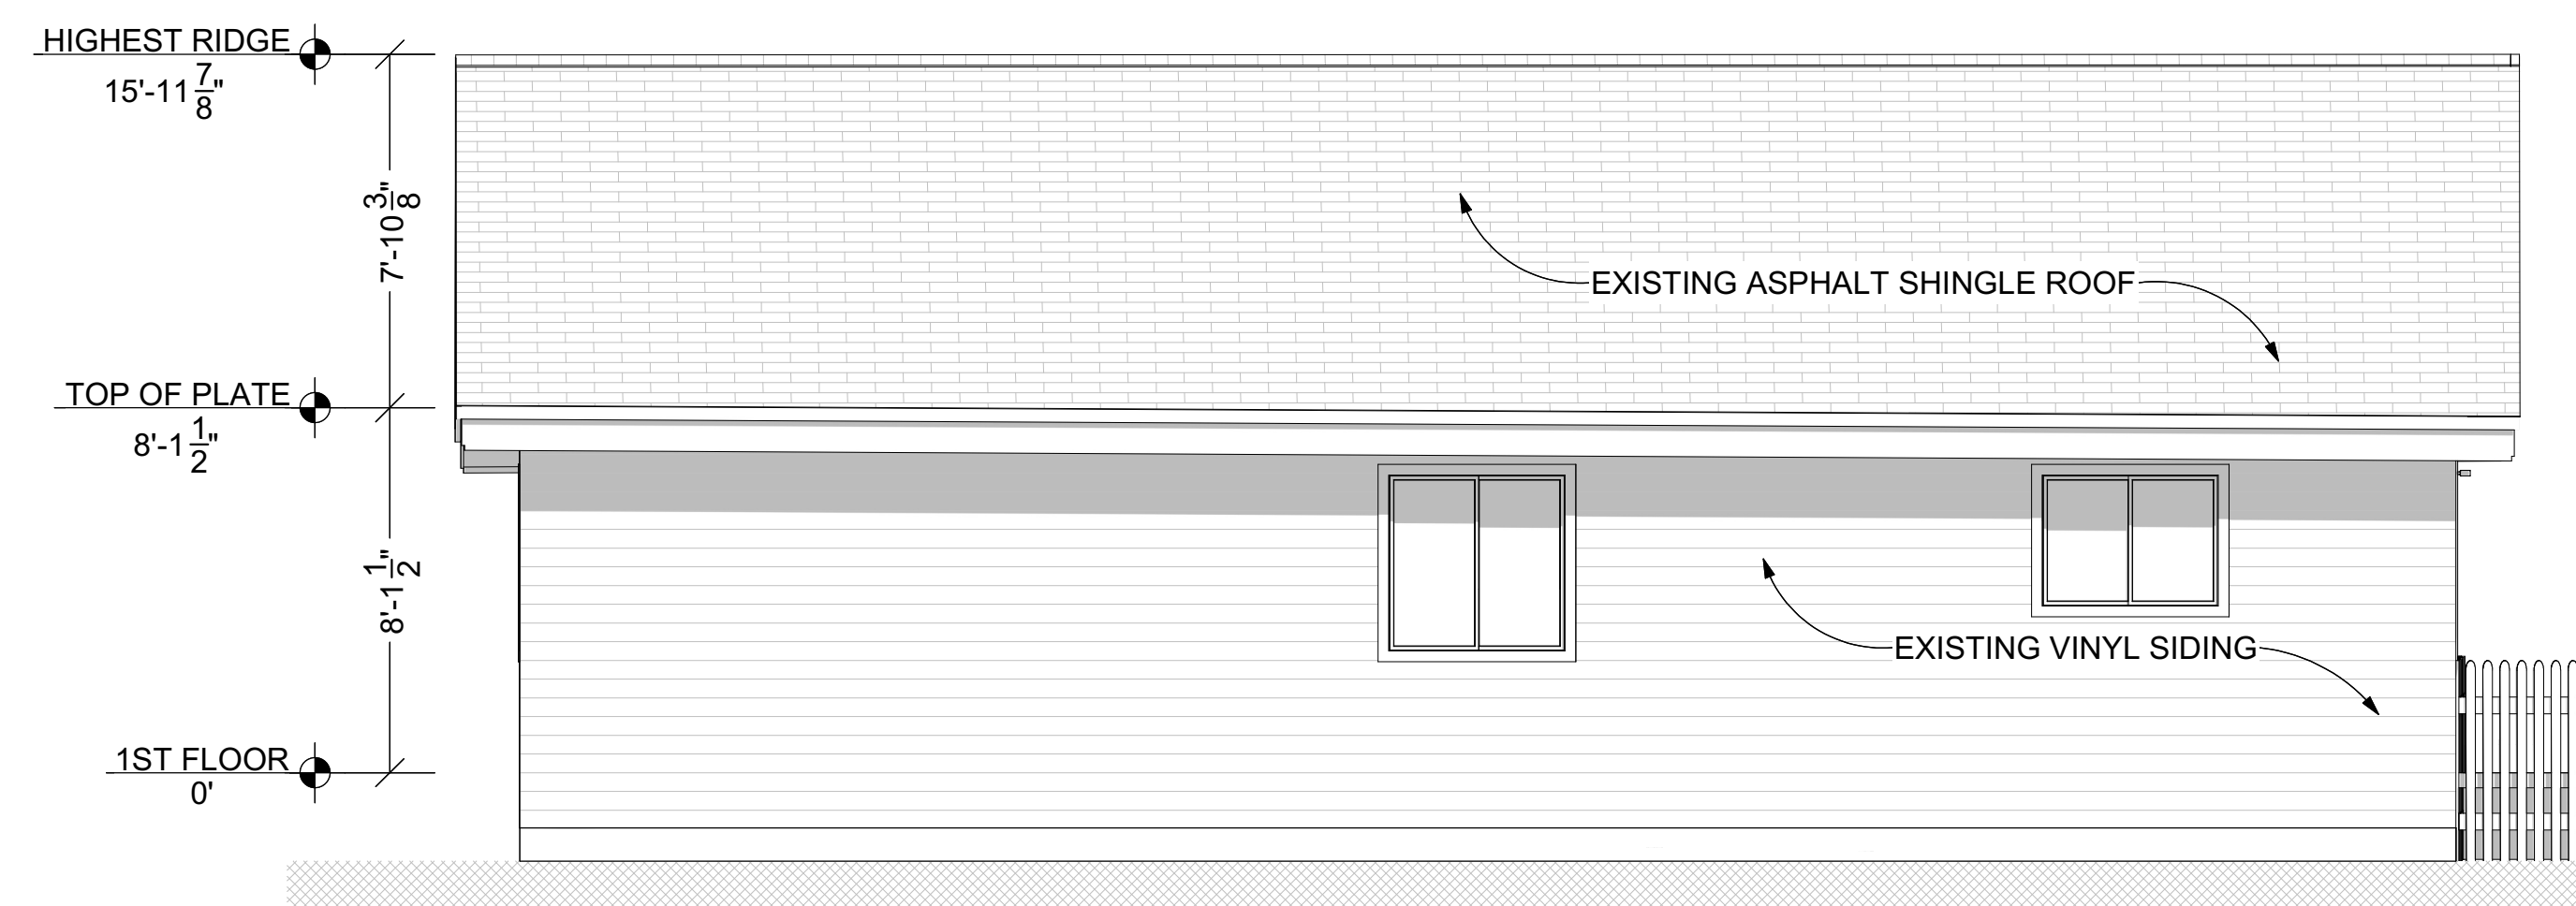 HIGHEST RIDGE
15'-11 7/8"
7'-10 3/8"
EXISTING ASPHALT SHINGLE ROOF
TOP OF PLATE
8'-1 1/2"
8'-1 1/2"
EXISTING VINYL SIDING
1ST FLOOR
0'